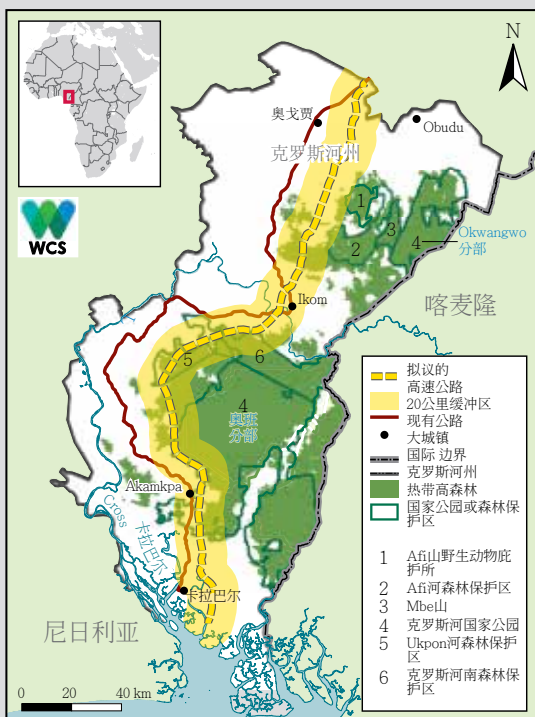 N
奥戈贾
Obudu
克罗斯河州
WCS
1
3
2
4
Okwangwo
分部
Ikom
喀麦隆
5
6
4
奥班
分部
Akamkpa
Cross
卡拉巴尔
卡拉巴尔
尼日利亚
0 20 40 km
拟议的
高速公路
20公里缓冲区
现有公路
大城镇
国际 边界
克罗斯河州
热带高森林
国家公园或森林保
护区
1 Afi山野生动物庇
护所
2 Afi河森林保护区
3 Mbe山
4 克罗斯河国家公园
5 Ukpon河森林保护
区
6 克罗斯河南森林保
护区